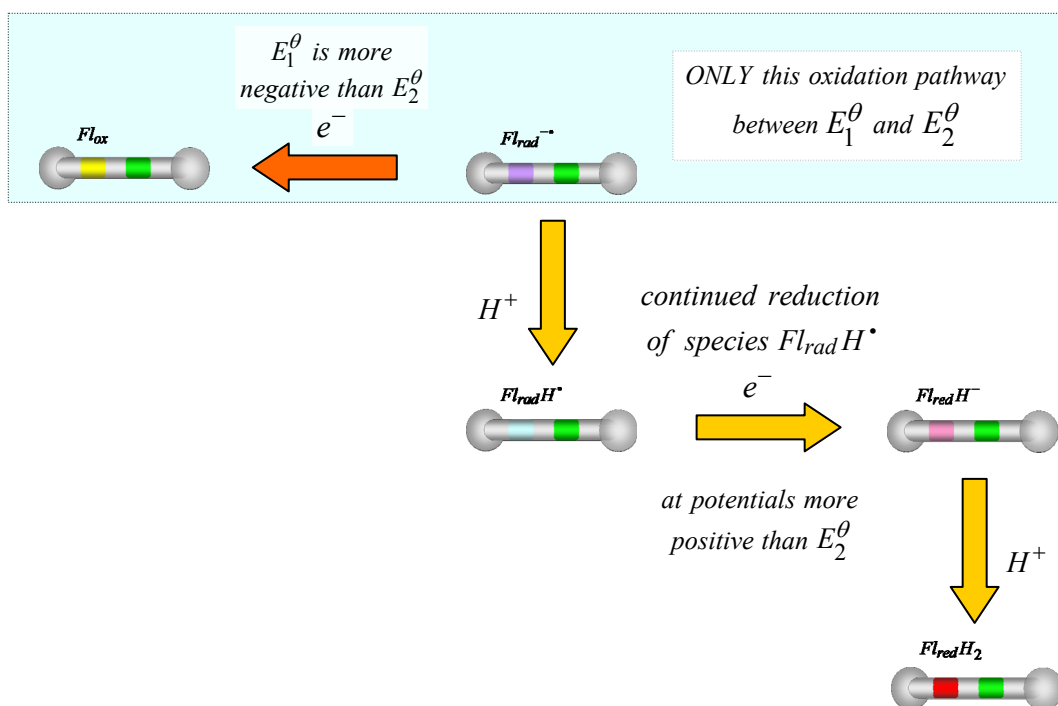 E₁^θ is more
negative than E₂^θ
e⁻
ONLY this oxidation pathway
between E₁^θ and E₂^θ
Fl_ox
Fl_rad⁻•
H⁺
continued reduction
of species Fl_rad H•
e⁻
Fl_rad H•
Fl_red H⁻
at potentials more
positive than E₂^θ
H⁺
Fl_red H₂